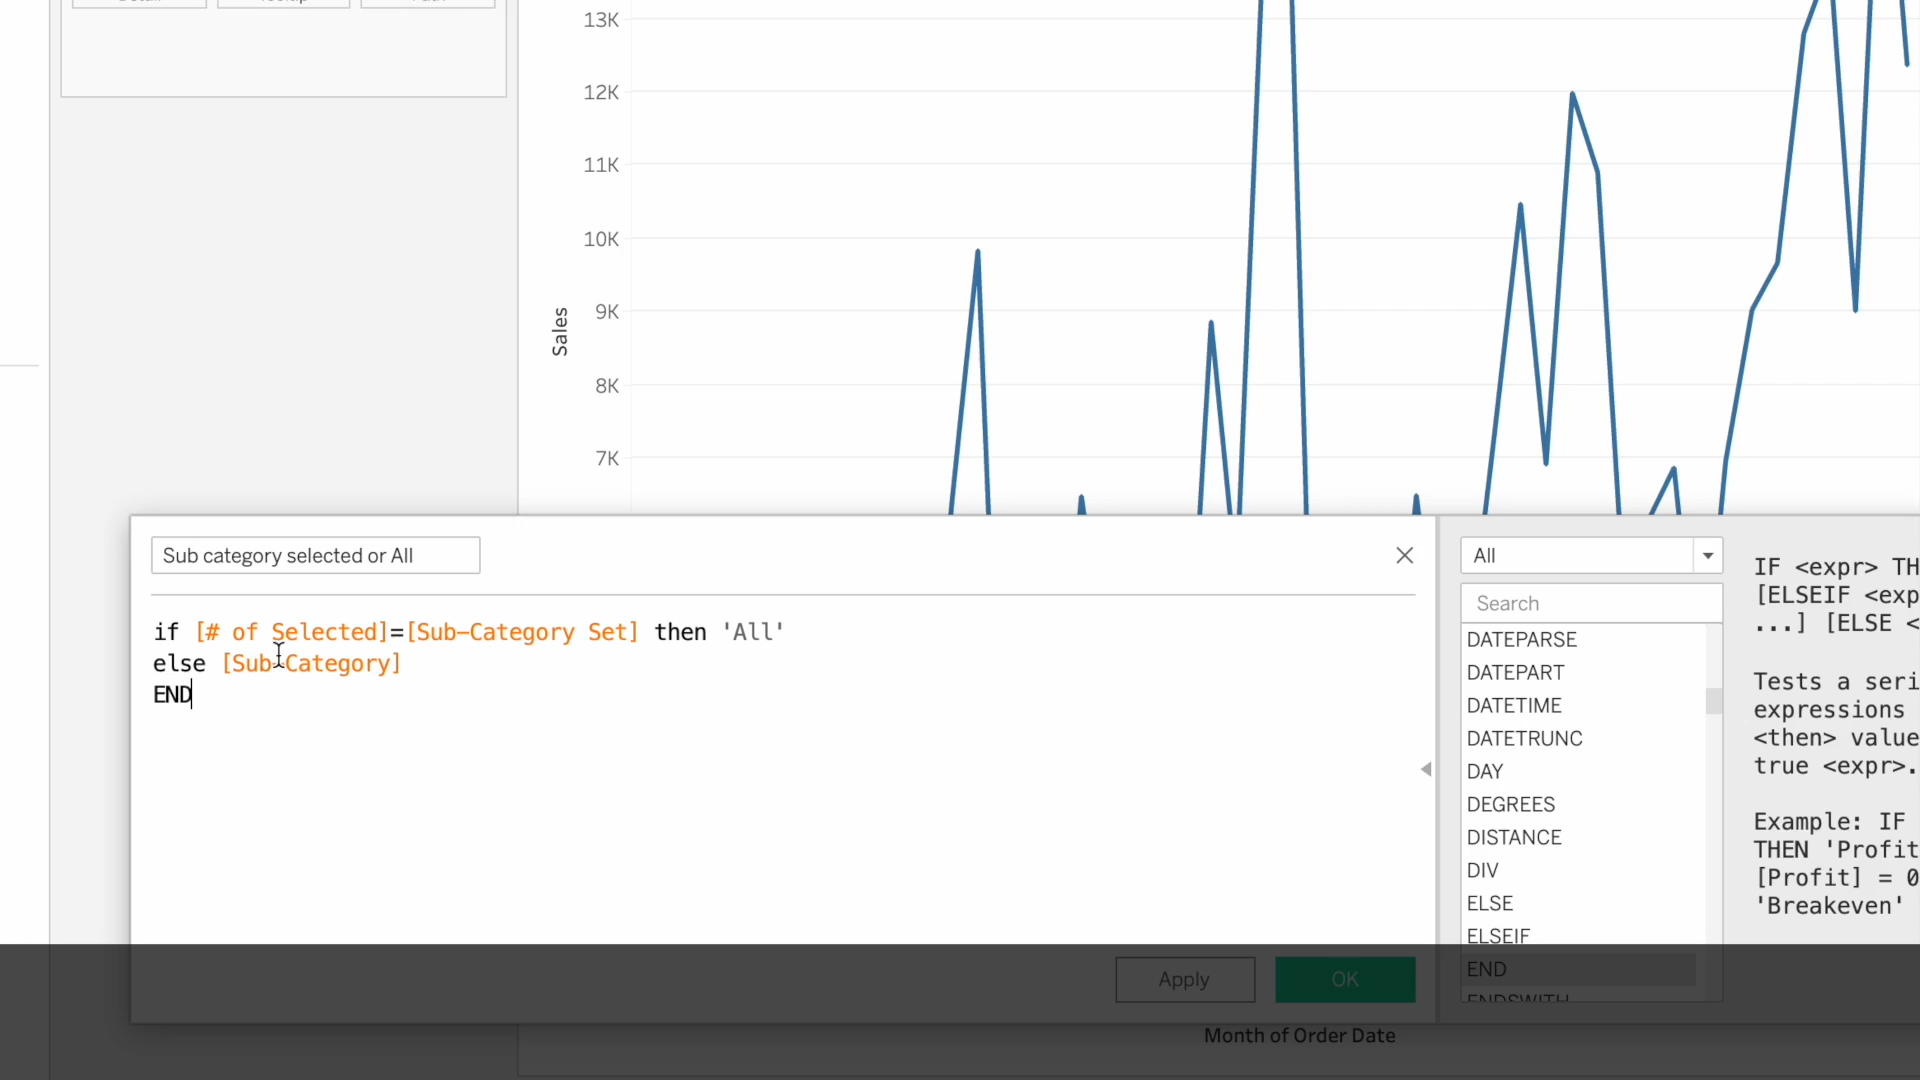 13K
12K
11K
10K
9K
8K
7K
Sales
Sub category selected or All
if [# of Selected]=[Sub-Category Set] then 'All'
else [Sub-Category]
END
All
Search
DATEPARSE
DATEPART
DATETIME
DATETRUNC
DAY
DEGREES
DISTANCE
DIV
ELSE
ELSEIF
END
ENDSWITH
IF <expr> TH
[ELSEIF <exp
...] [ELSE <
Tests a seri
expressions
<then> value
true <expr>.
Example: IF
THEN 'Profit
[Profit] = 0
'Breakeven'
Apply
OK
Month of Order Date